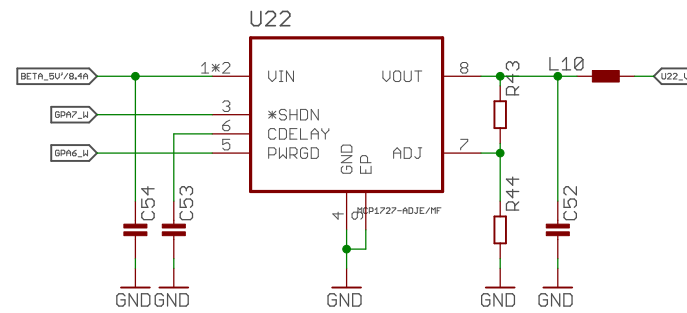 U22
BETA_5V'/8.4A
1*2
VIN
VOUT
8
L10
R43
GPA7_W
3
*SHDN
6
CDELAY
GPA6_W
5
PWRGD
ADJ
7
GND
EP
4
9
MCP1727-ADJE/MF
C54
C53
R44
C52
GND
GND
GND
GND
GND